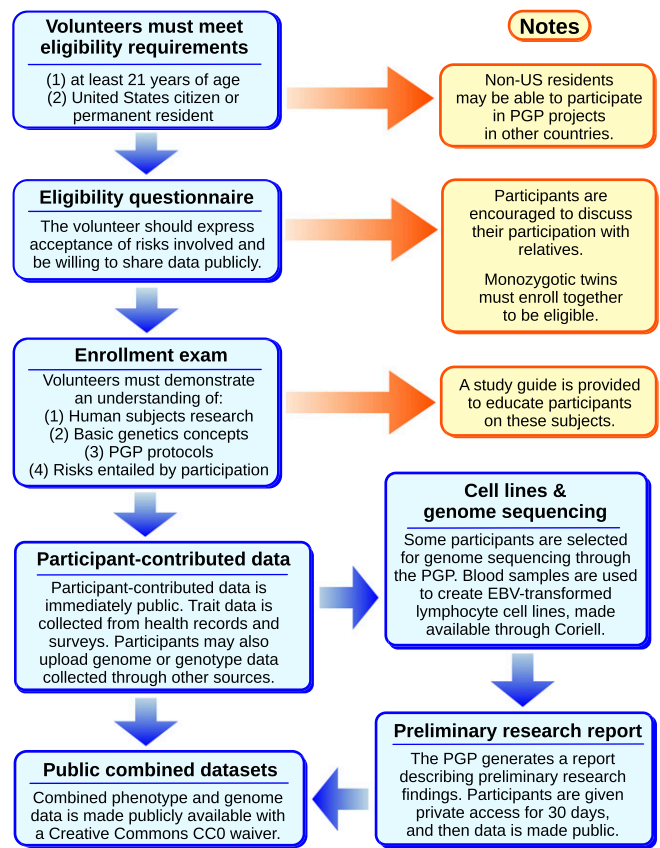 Volunteers must meet
eligibility requirements
(1) at least 21 years of age
(2) United States citizen or
permanent resident
Notes
Non-US residents
may be able to participate
in PGP projects
in other countries.
Eligibility questionnaire
The volunteer should express
acceptance of risks involved and
be willing to share data publicly.
Participants are
encouraged to discuss
their participation with
relatives.
Monozygotic twins
must enroll together
to be eligible.
Enrollment exam
Volunteers must demonstrate
an understanding of:
(1) Human subjects research
(2) Basic genetics concepts
(3) PGP protocols
(4) Risks entailed by participation
A study guide is provided
to educate participants
on these subjects.
Participant-contributed data
Participant-contributed data is
immediately public. Trait data is
collected from health records and
surveys. Participants may also
upload genome or genotype data
collected through other sources.
Cell lines &
genome sequencing
Some participants are selected
for genome sequencing through
the PGP. Blood samples are used
to create EBV-transformed
lymphocyte cell lines, made
available through Coriell.
Preliminary research report
The PGP generates a report
describing preliminary research
findings. Participants are given
private access for 30 days,
and then data is made public.
Public combined datasets
Combined phenotype and genome
data is made publicly available with
a Creative Commons CC0 waiver.